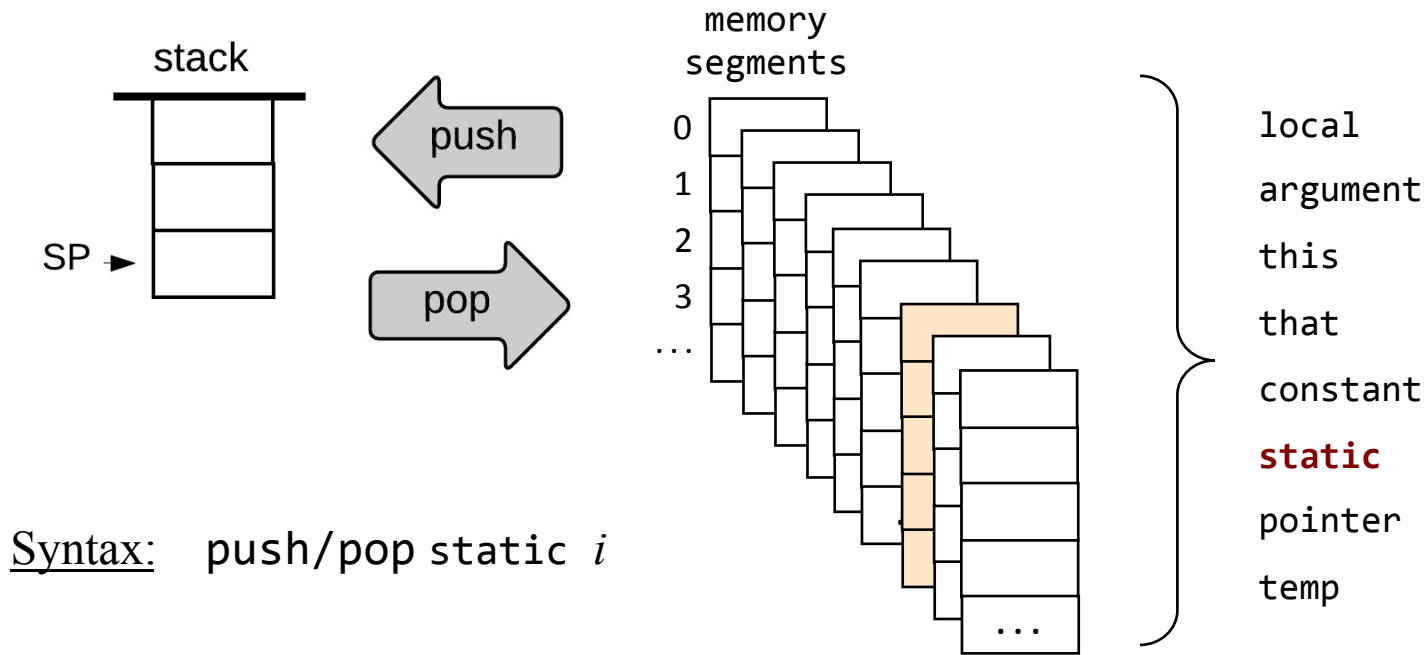 stack
push
pop
SP
memory
segments
0
1
2
3
...
...
local
argument
this
that
constant
static
pointer
temp
Syntax: push/pop static i